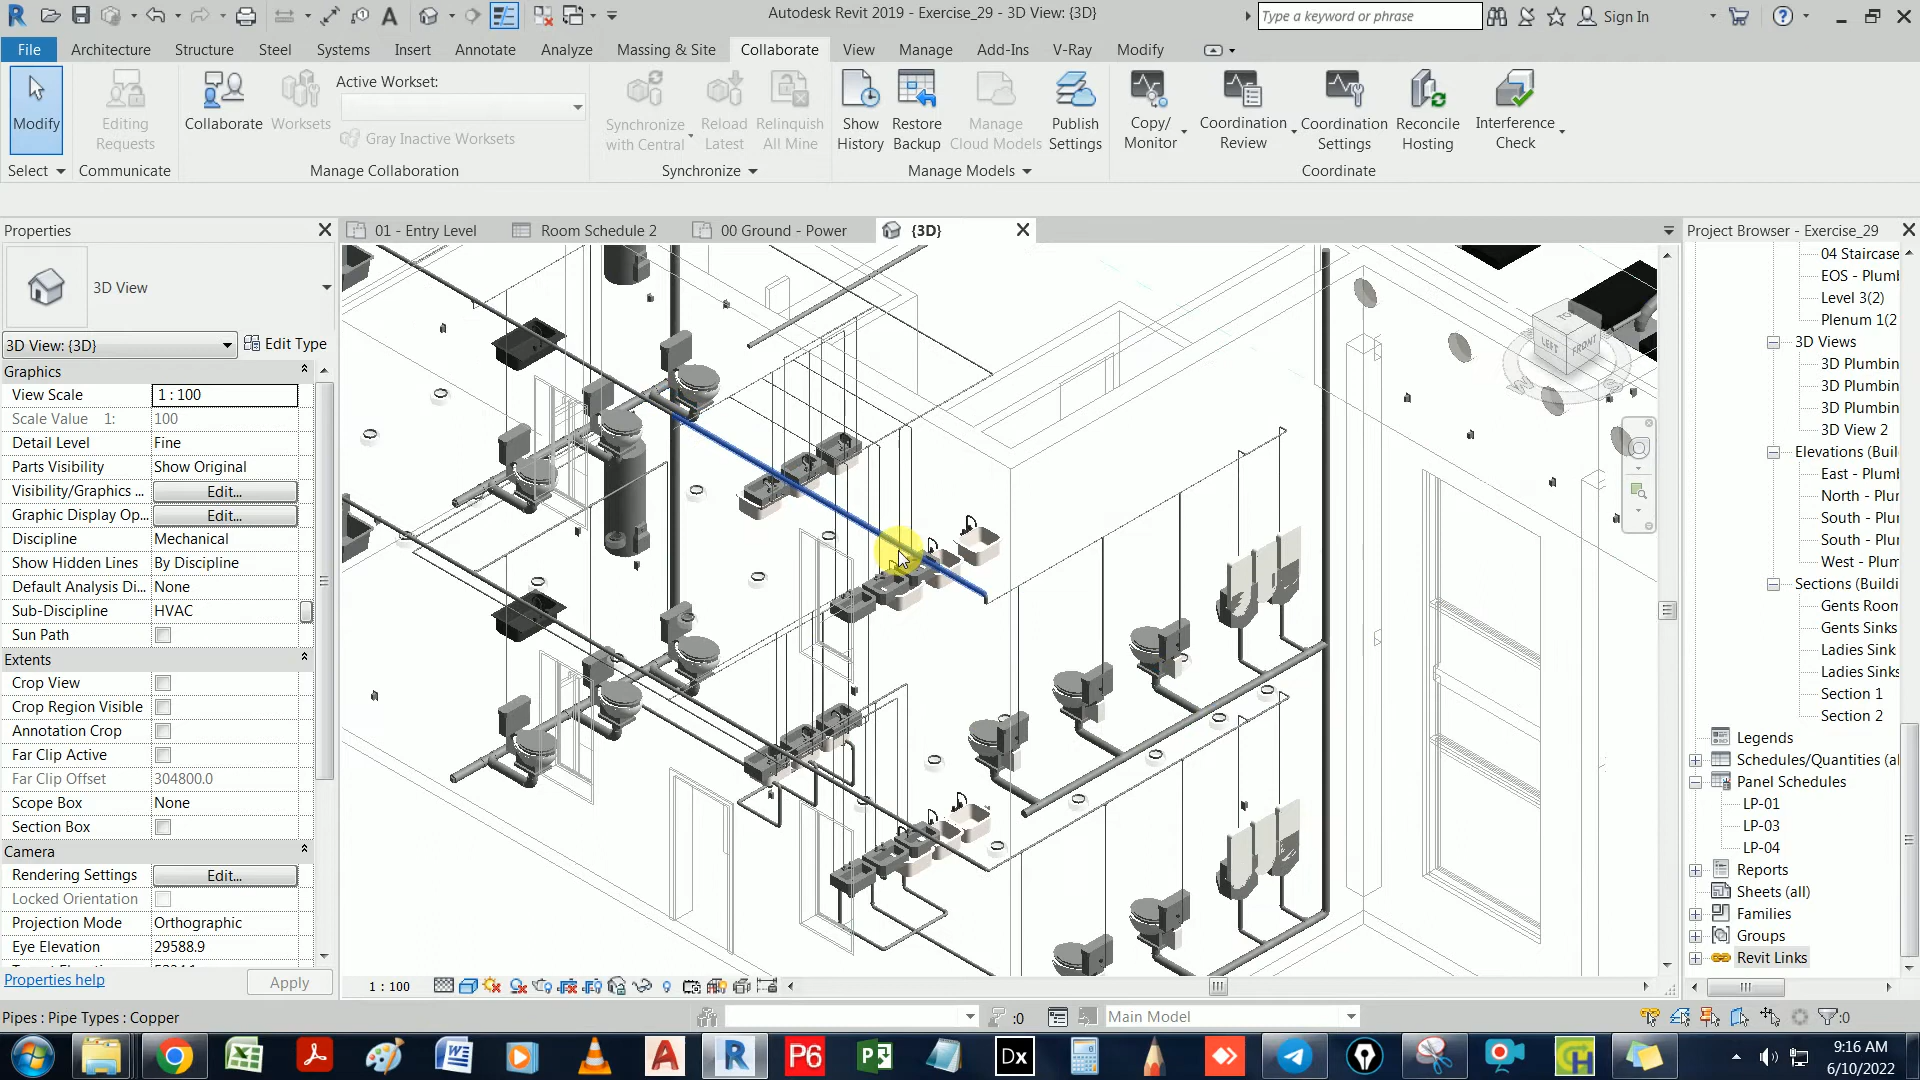 Autodesk Revit 2019 - Exercise_29 - 3D View: {3D}
Type a keyword or phrase
Sign In
File
Architecture
Structure
Steel
Systems
Insert
Annotate
Analyze
Massing & Site
Collaborate
View
Manage
Add-Ins
V-Ray
Modify
Modify
Editing
Requests
Collaborate
Worksets
Active Workset:
Gray Inactive Worksets
Synchronize
with Central
Reload
Latest
Relinquish
All Mine
Show
History
Restore
Backup
Manage
Cloud Models
Publish
Settings
Copy/
Monitor
Coordination
Review
Coordination
Settings
Reconcile
Hosting
Interference
Check
Select
Communicate
Manage Collaboration
Synchronize
Manage Models
Coordinate
Properties
01 - Entry Level
Room Schedule 2
00 Ground - Power
{3D}
Project Browser - Exercise_29
3D View
3D View: {3D}
Edit Type
Graphics
View Scale 1 : 100
Scale Value 1: 100
Detail Level Fine
Parts Visibility Show Original
Visibility/Graphics ... Edit...
Graphic Display Op... Edit...
Discipline Mechanical
Show Hidden Lines By Discipline
Default Analysis Di... None
Sub-Discipline HVAC
Sun Path
Extents
Crop View
Crop Region Visible
Annotation Crop
Far Clip Active
Far Clip Offset 304800.0
Scope Box None
Section Box
Camera
Rendering Settings Edit...
Locked Orientation
Projection Mode Orthographic
Eye Elevation 29588.9
Properties help
Apply
LEFT
FRONT
04 Staircase
EOS - Plumb
Level 3(2)
Plenum 1(2
3D Views
3D Plumbin
3D Plumbin
3D Plumbin
3D View 2
Elevations (Buil
East - Plumb
North - Plur
South - Plur
South - Plu
West - Plum
Sections (Buildi
Gents Roor
Gents Sinks
Ladies Sink
Ladies Sinks
Section 1
Section 2
Legends
Schedules/Quantities (al
Panel Schedules
LP-01
LP-03
LP-04
Reports
Sheets (all)
Families
Groups
Revit Links
1 : 100
Pipes : Pipe Types : Copper
:0
Main Model
:0
P6
Dx
9:16 AM
6/10/2022